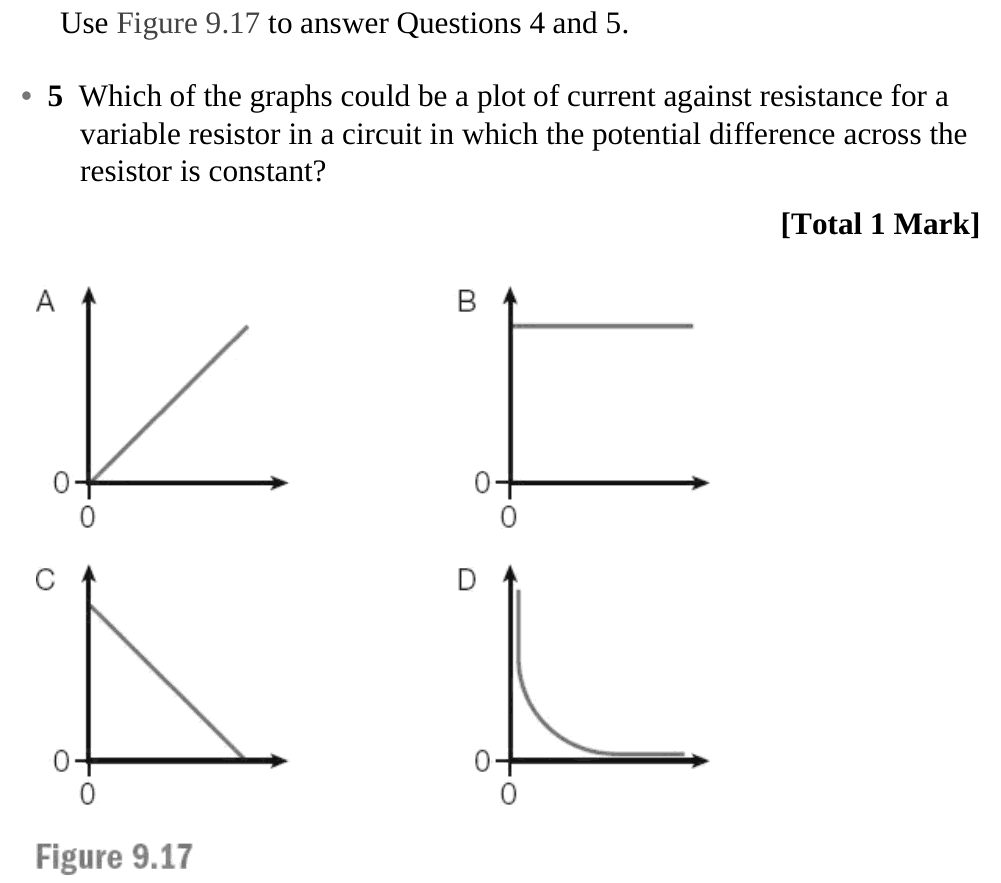 Use Figure 9.17 to answer Questions 4 and 5.
• 5 Which of the graphs could be a plot of current against resistance for a
variable resistor in a circuit in which the potential difference across the
resistor is constant?
[Total 1 Mark]
A
B
0
0
0
0
C
D
0
0
0
0
Figure 9.17